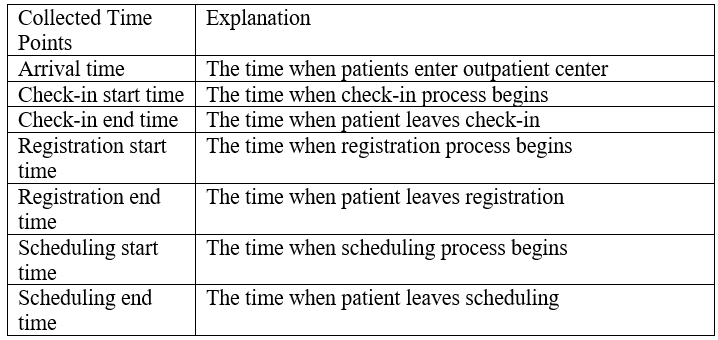 Collected Time Explanation
Points
Arrival time The time when patients enter outpatient center
Check-in start time The time when check-in process begins
Check-in end time The time when patient leaves check-in
Registration start The time when registration process begins
time
Registration end The time when patient leaves registration
time
Scheduling start The time when scheduling process begins
time
Scheduling end The time when patient leaves scheduling
time